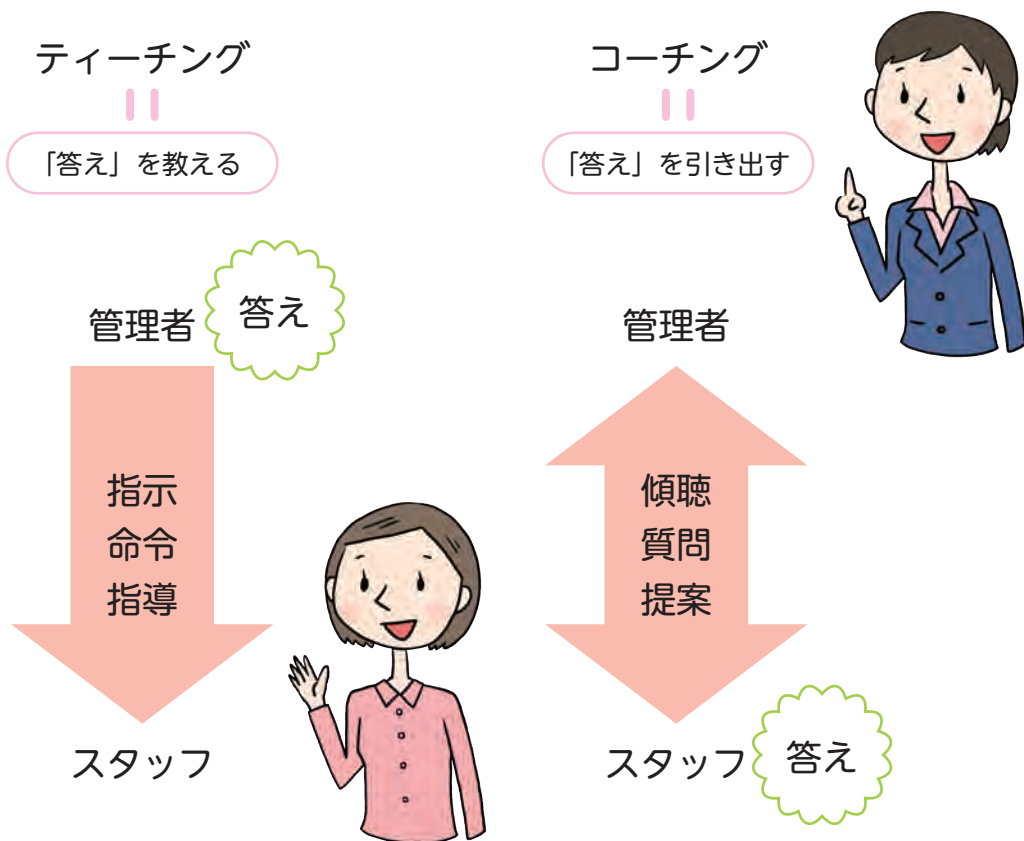 ティーチング
「答え」を教える
管理者
答え
指示
命令
指導
スタッフ
コーチング
「答え」を引き出す
管理者
傾聴
質問
提案
スタッフ
答え